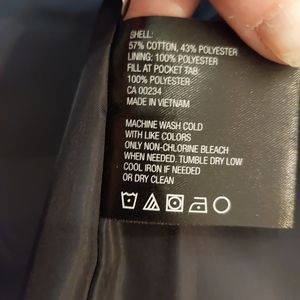 SHELL:
57% COTTON, 43% POLYESTER
LINING: 100% POLYESTER
FILL AT POCKET TAB:
100% POLYESTER
CA 00234
MADE IN VIETNAM
MACHINE WASH COLD
WITH LIKE COLORS
ONLY NON-CHLORINE BLEACH
WHEN NEEDED. TUMBLE DRY LOW
COOL IRON IF NEEDED
OR DRY CLEAN